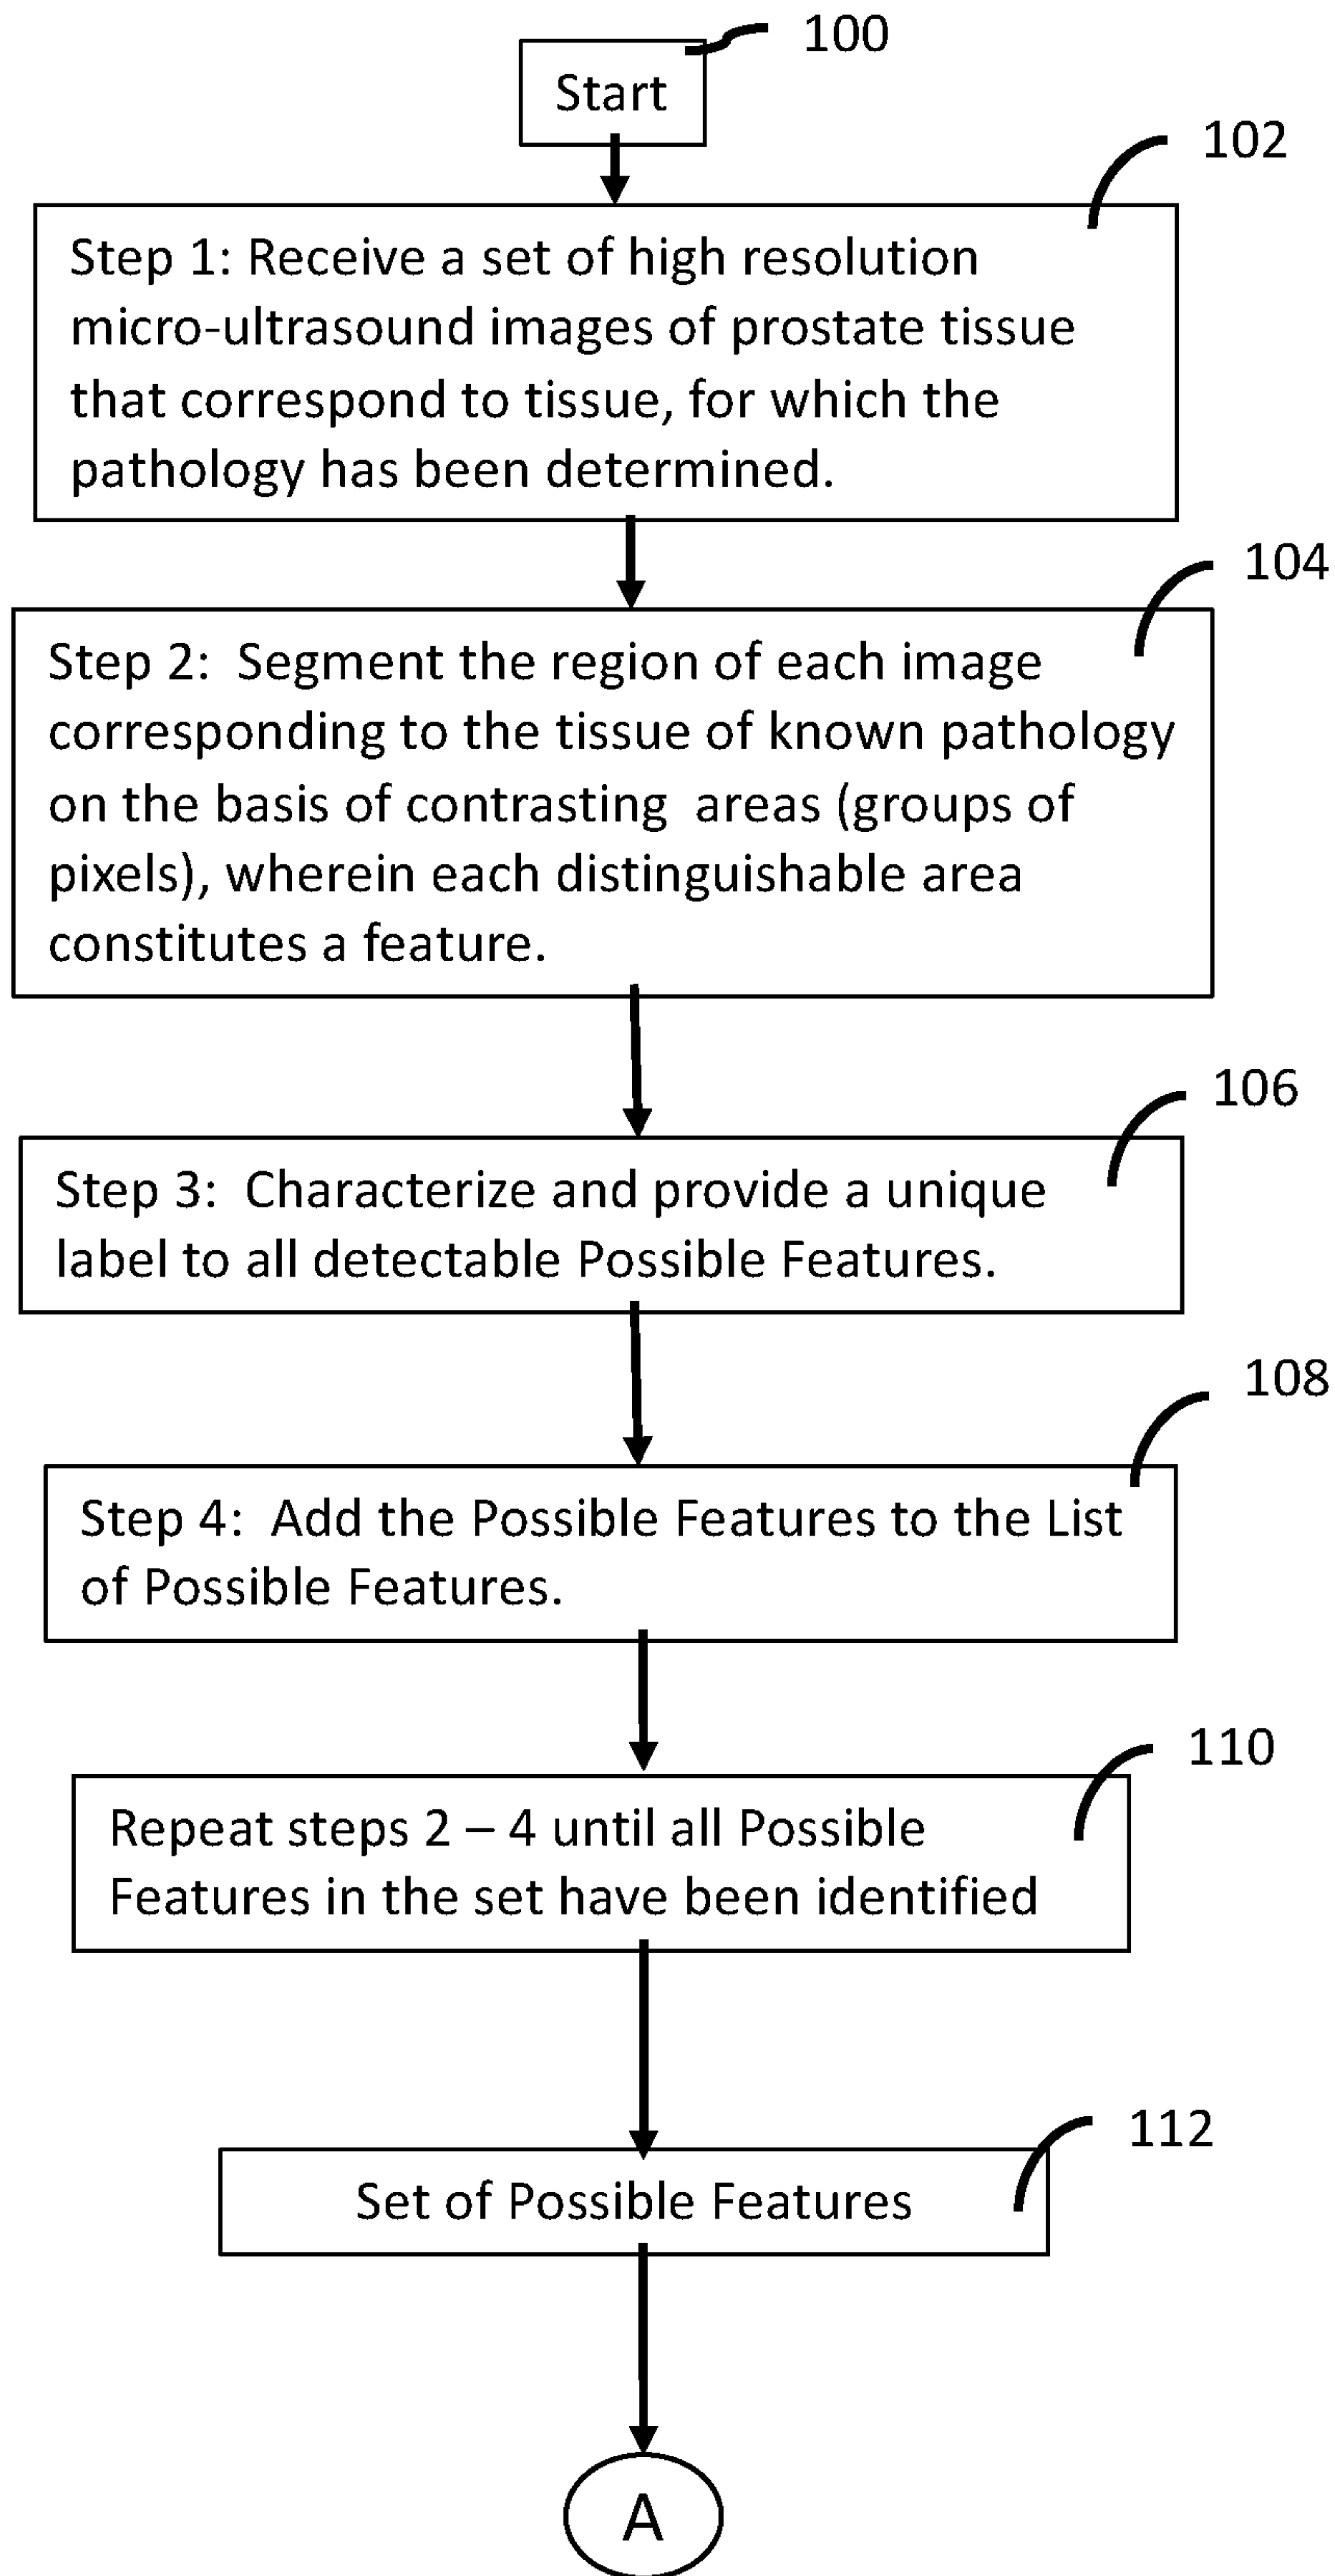 100
Start
102
Step 1: Receive a set of high resolution
micro-ultrasound images of prostate tissue
that correspond to tissue, for which the
pathology has been determined.
104
Step 2:  Segment the region of each image
corresponding to the tissue of known pathology
on the basis of contrasting  areas (groups of
pixels), wherein each distinguishable area
constitutes a feature.
106
Step 3:  Characterize and provide a unique
label to all detectable Possible Features.
108
Step 4:  Add the Possible Features to the List
of Possible Features.
110
Repeat steps 2 – 4 until all Possible
Features in the set have been identified
112
Set of Possible Features
A